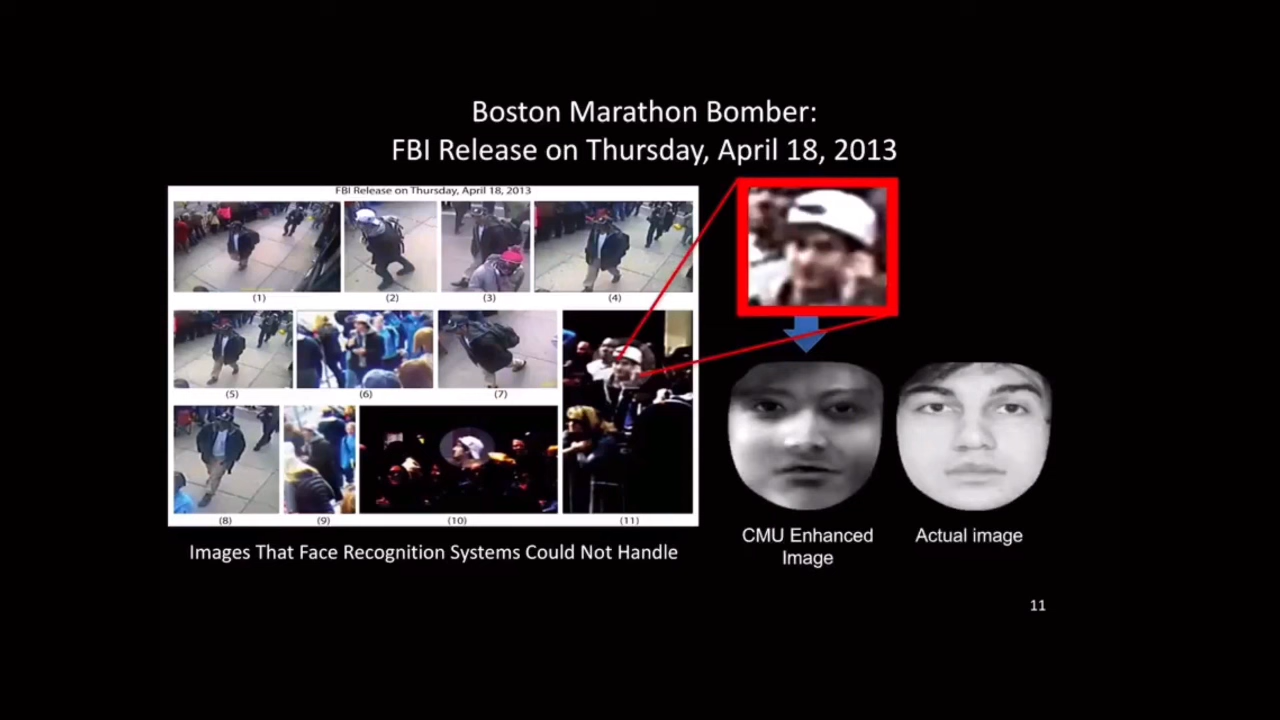 Boston Marathon Bomber:
FBI Release on Thursday, April 18, 2013
FBI Release on Thursday, April 18, 2013
(1)
(2)
(3)
(4)
(5)
(6)
(7)
(8)
(9)
(10)
(11)
Images That Face Recognition Systems Could Not Handle
CMU Enhanced
Image
Actual image
11